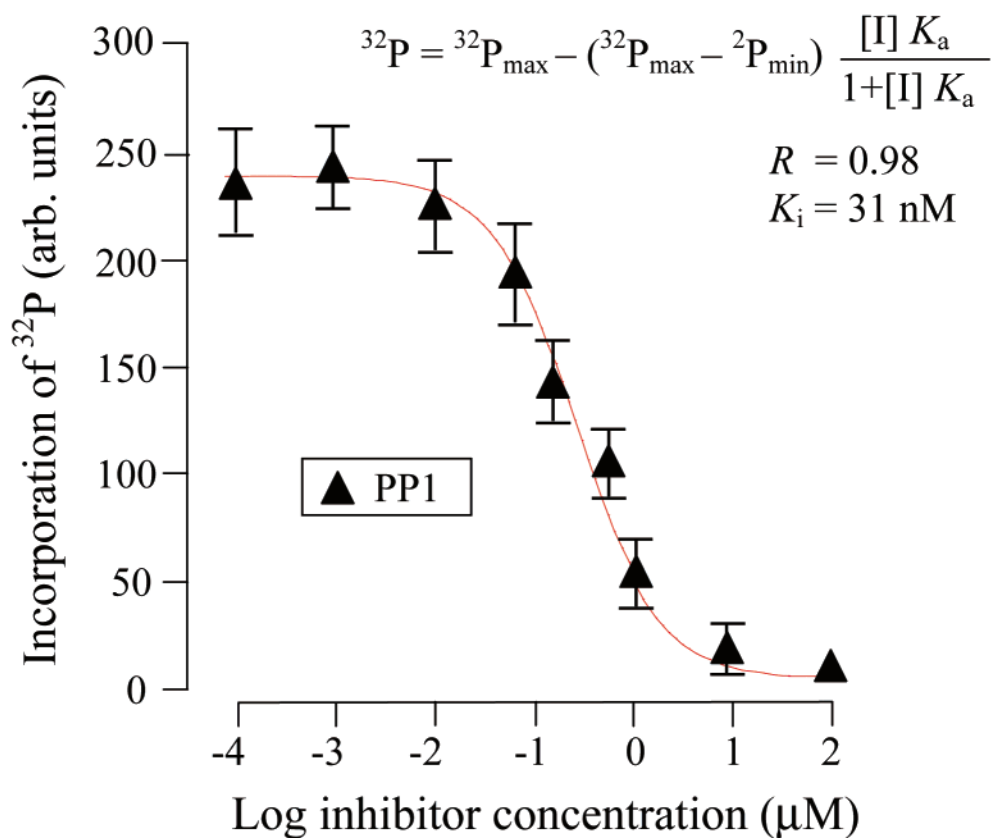 ³²P = ³²Pmax – (³²Pmax – ²Pmin) [I] Ka / 1+[I] Ka
R = 0.98
Ki = 31 nM
Incorporation of ³²P (arb. units)
300
250
200
150
100
50
0
PP1
-4 -3 -2 -1 0 1 2
Log inhibitor concentration (μM)